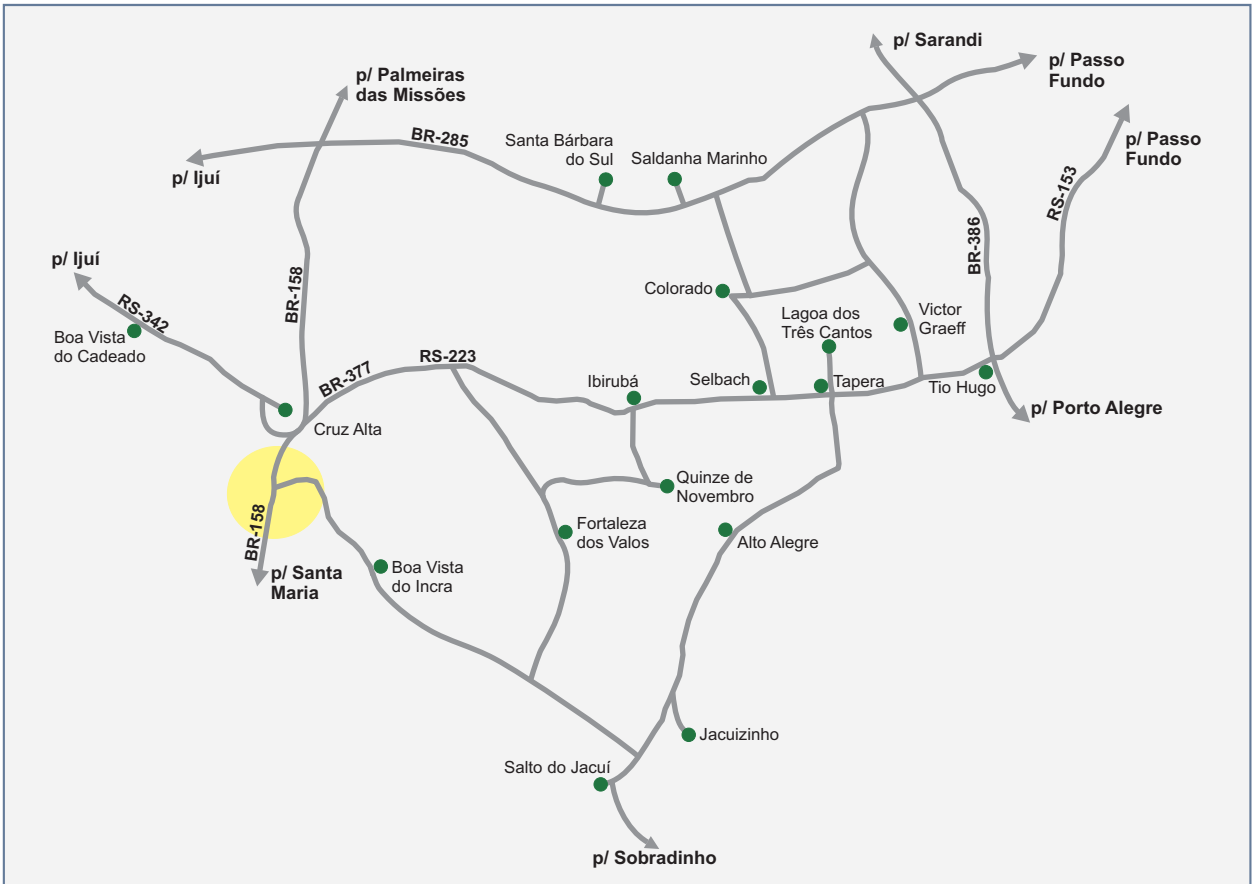 p/ Sarandi
p/ Passo
Fundo
p/ Palmeiras
das Missões
BR-285
Santa Bárbara
do Sul
Saldanha Marinho
p/ Passo
Fundo
p/ Ijuí
RS-153
BR-386
p/ Ijuí
BR-158
Colorado
RS-342
Boa Vista
do Cadeado
Lagoa dos
Três Cantos
Victor
Graeff
BR-377
RS-223
Ibirubá
Selbach
Tapera
Tio Hugo
p/ Porto Alegre
Cruz Alta
Quinze de
Novembro
BR-158
Fortaleza
dos Valos
Alto Alegre
p/ Santa
Maria
Boa Vista
do Incra
Jacuizinho
Salto do Jacuí
p/ Sobradinho